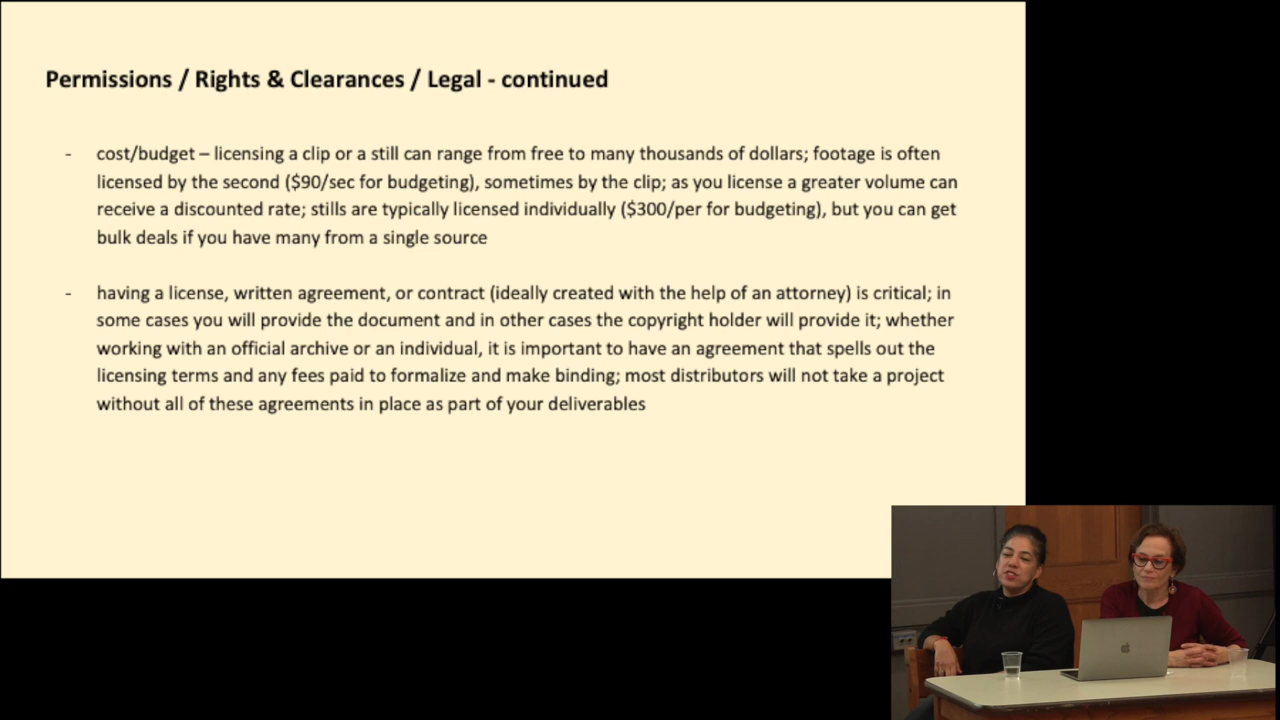 Permissions / Rights & Clearances / Legal - continued
- cost/budget – licensing a clip or a still can range from free to many thousands of dollars; footage is often
licensed by the second ($90/sec for budgeting), sometimes by the clip; as you license a greater volume can
receive a discounted rate; stills are typically licensed individually ($300/per for budgeting), but you can get
bulk deals if you have many from a single source
- having a license, written agreement, or contract (ideally created with the help of an attorney) is critical; in
some cases you will provide the document and in other cases the copyright holder will provide it; whether
working with an official archive or an individual, it is important to have an agreement that spells out the
licensing terms and any fees paid to formalize and make binding; most distributors will not take a project
without all of these agreements in place as part of your deliverables